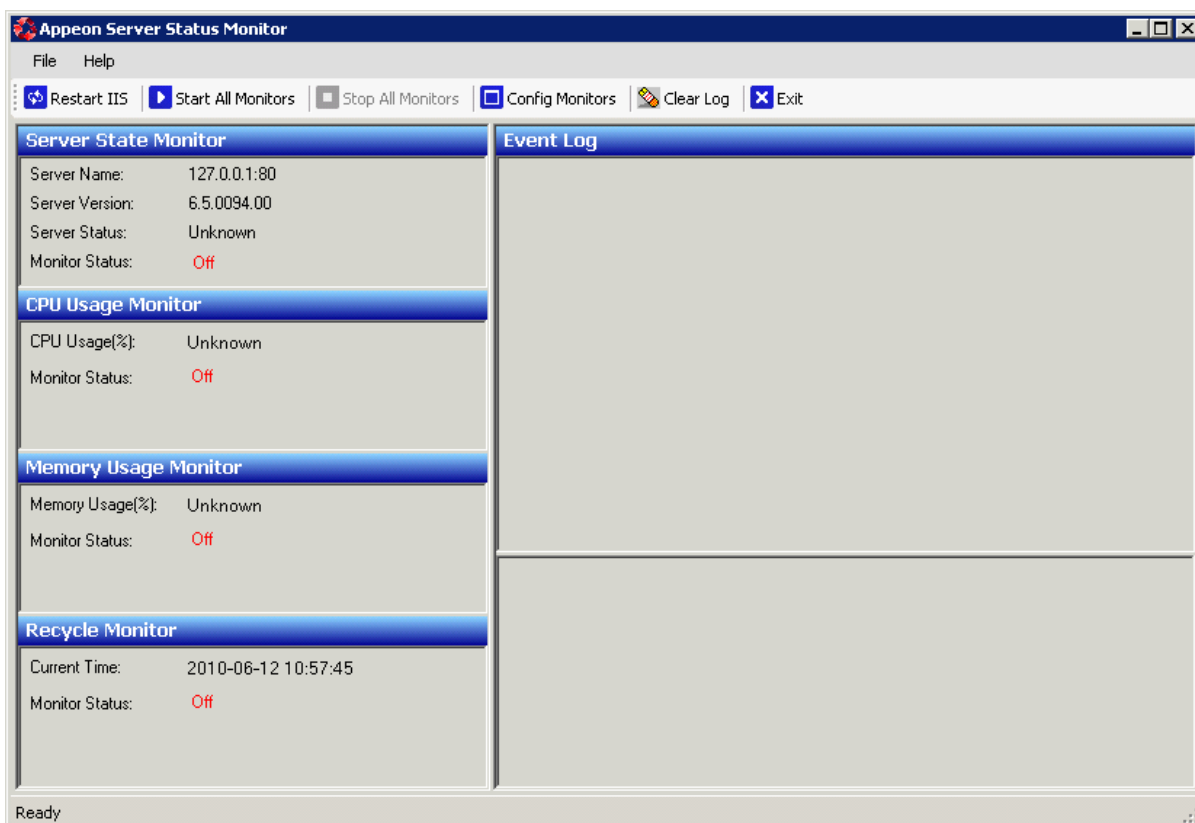 Appeon Server Status Monitor
File Help
Restart IIS Start All Monitors Stop All Monitors Config Monitors Clear Log Exit
Server State Monitor
Server Name: 127.0.0.1:80
Server Version: 6.5.0094.00
Server Status: Unknown
Monitor Status: Off
CPU Usage Monitor
CPU Usage(%): Unknown
Monitor Status: Off
Memory Usage Monitor
Memory Usage(%): Unknown
Monitor Status: Off
Recycle Monitor
Current Time: 2010-06-12 10:57:45
Monitor Status: Off
Event Log
Ready